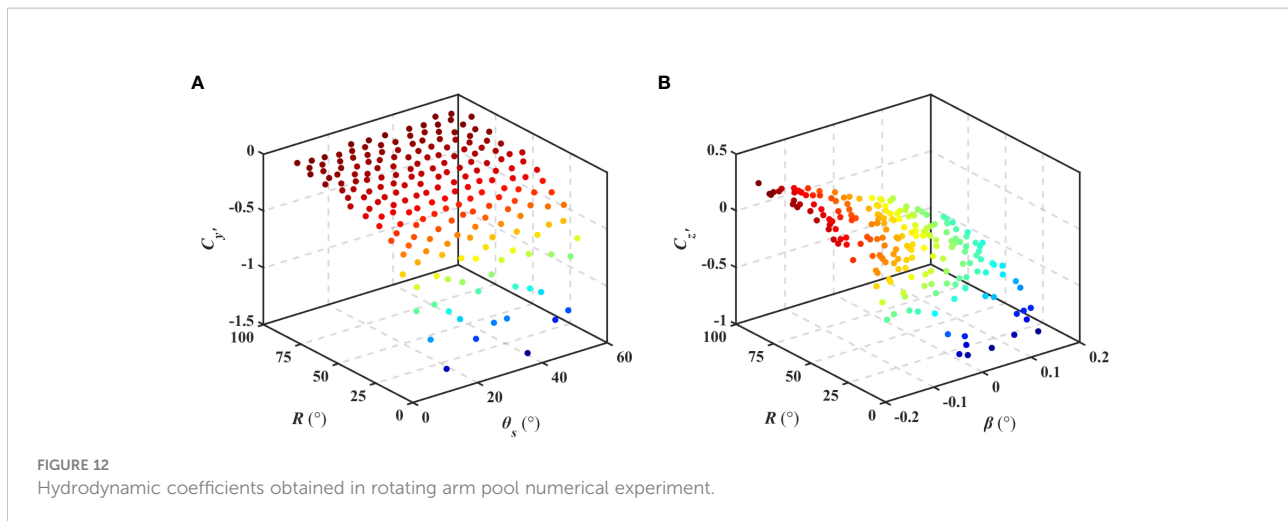 A
B
0
-0.5
-1
-1.5
C_y'
100
75
50
25
0
R (°)
0
20
40
60
θ_s (°)
0.5
0
-0.5
-1
C_z'
100
75
50
25
0
R (°)
-0.2
-0.1
0
0.1
0.2
β (°)
FIGURE 12
Hydrodynamic coefficients obtained in rotating arm pool numerical experiment.